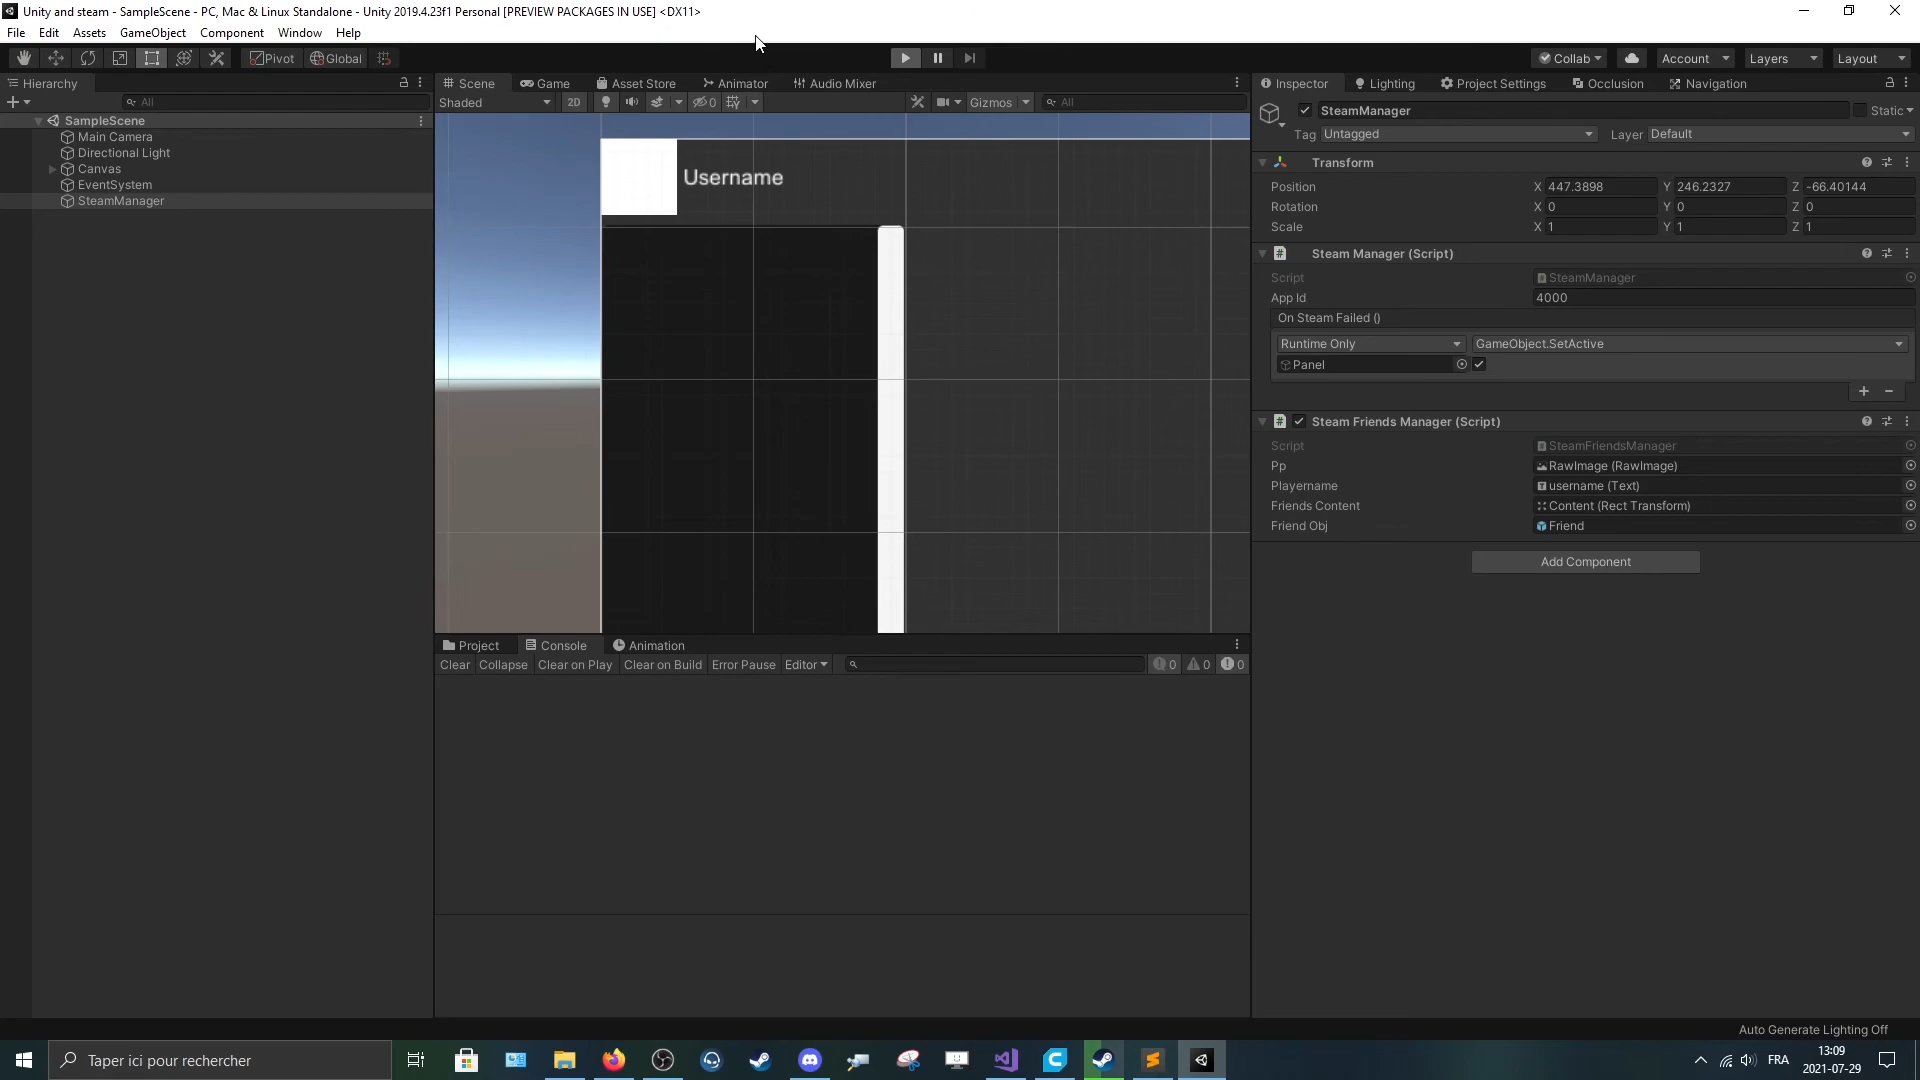 Unity and steam - SampleScene - PC, Mac & Linux Standalone - Unity 2019.4.23f1 Personal [PREVIEW PACKAGES IN USE] <DX11>
File Edit Assets GameObject Component Window Help
Pivot Global Collab Account Layers Layout
Hierarchy
All
SampleScene
Main Camera
Directional Light
Canvas
EventSystem
SteamManager
Scene Game Asset Store Animator Audio Mixer
Shaded 2D 0 Gizmos All
Username
Project Console Animation
Clear Collapse Clear on Play Clear on Build Error Pause Editor 0 0 0
Inspector Lighting Project Settings Occlusion Navigation
SteamManager Static
Tag Untagged Layer Default
Transform
Position X 447.3898 Y 246.2327 Z -66.40144
Rotation X 0 Y 0 Z 0
Scale X 1 Y 1 Z 1
Steam Manager (Script)
Script SteamManager
App Id 4000
On Steam Failed ()
Runtime Only GameObject.SetActive
Panel
Steam Friends Manager (Script)
Script SteamFriendsManager
Pp RawImage (RawImage)
Playername username (Text)
Friends Content Content (Rect Transform)
Friend Obj Friend
Add Component
Auto Generate Lighting Off
Taper ici pour rechercher
FRA
13:09
2021-07-29